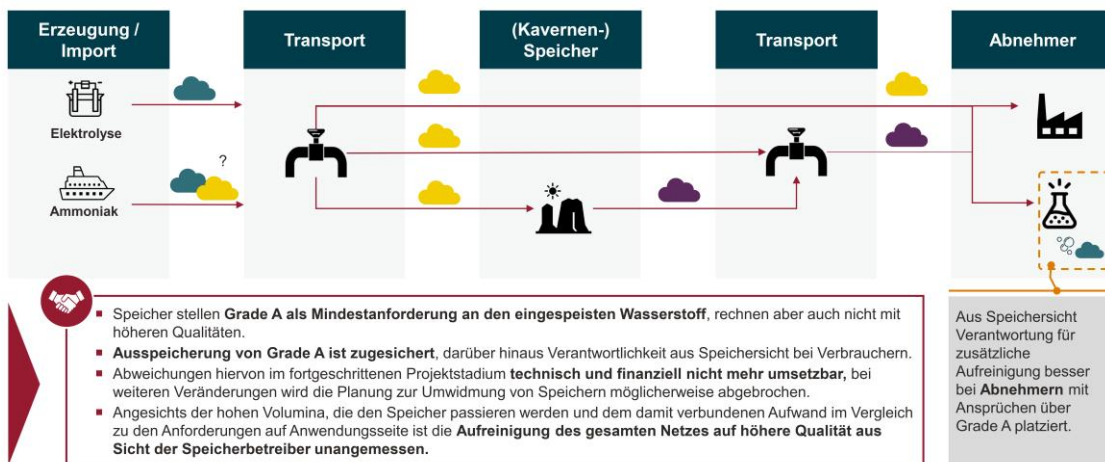 Erzeugung /
Import
Transport
(Kavernen-)
Speicher
Transport
Abnehmer
Elektrolyse
?
Ammoniak
▪ Speicher stellen Grade A als Mindestanforderung an den eingespeisten Wasserstoff, rechnen aber auch nicht mit
höheren Qualitäten.
▪ Ausspeicherung von Grade A ist zugesichert, darüber hinaus Verantwortlichkeit aus Speichersicht bei Verbrauchern.
▪ Abweichungen hiervon im fortgeschrittenen Projektstadium technisch und finanziell nicht mehr umsetzbar, bei
weiteren Veränderungen wird die Planung zur Umwidmung von Speichern möglicherweise abgebrochen.
▪ Angesichts der hohen Volumina, die den Speicher passieren werden und dem damit verbundenen Aufwand im Vergleich
zu den Anforderungen auf Anwendungsseite ist die Aufreinigung des gesamten Netzes auf höhere Qualität aus
Sicht der Speicherbetreiber unangemessen.
Aus Speichersicht
Verantwortung für
zusätzliche
Aufreinigung besser
bei Abnehmern mit
Ansprüchen über
Grade A platziert.